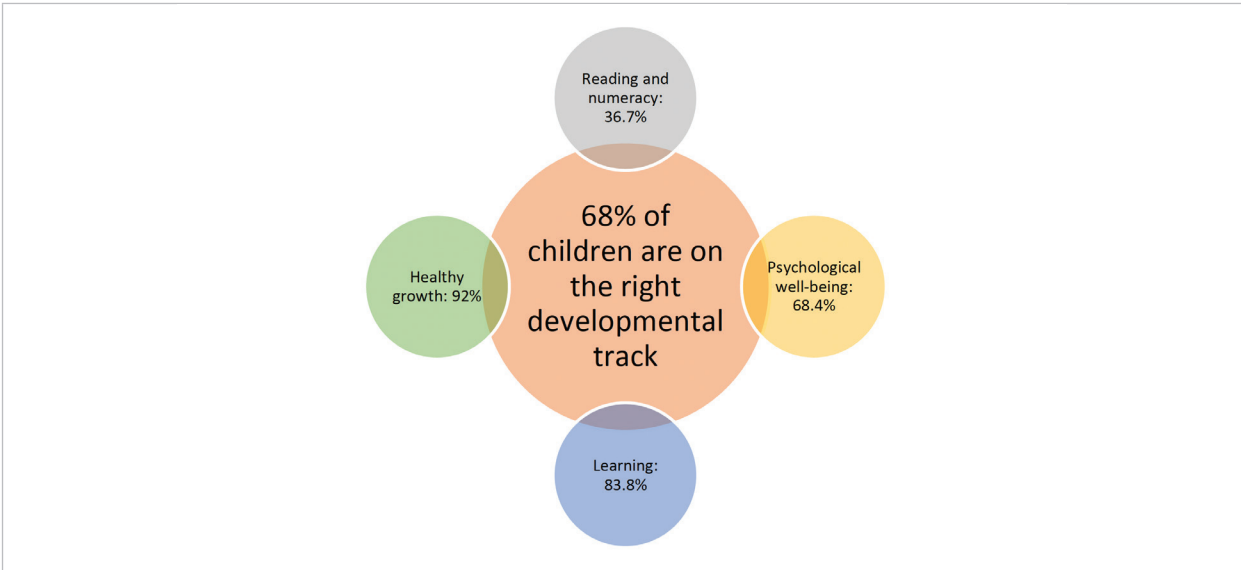 Reading and
numeracy:
36.7%
68% of
children are on
the right
developmental
track
Healthy
growth: 92%
Psychological
well-being:
68.4%
Learning:
83.8%